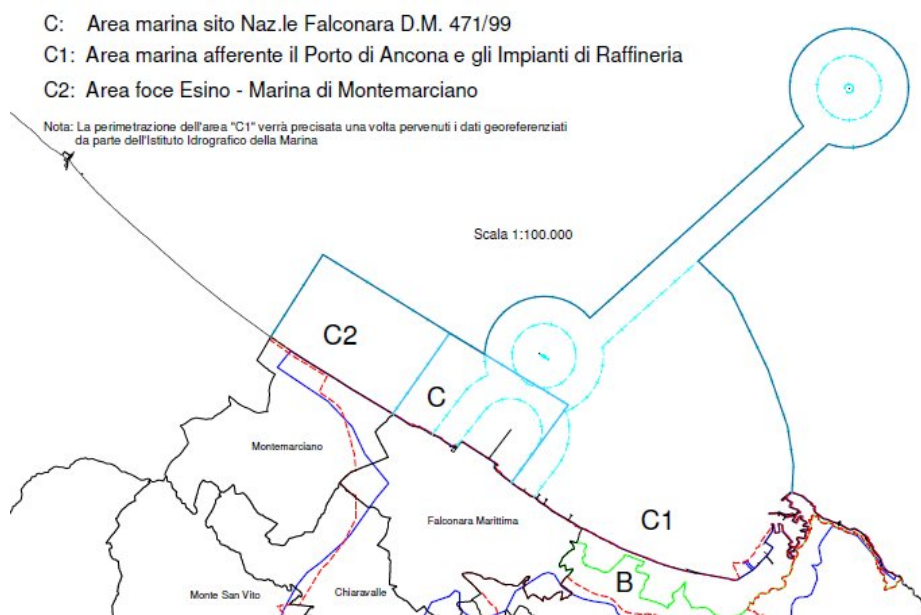 C: Area marina sito Naz.le Falconara D.M. 471/99
C1: Area marina afferente il Porto di Ancona e gli Impianti di Raffineria
C2: Area foce Esino - Marina di Montemarciano
Nota: La perimetrazione dell'area "C1" verrà precisata una volta pervenuti i dati georeferenziati
da parte dell'Istituto Idrografico della Marina
Scala 1:100.000
C2
C
Montemarciano
C1
Falconara Marittima
B
Monte San Vito
Chiaravalle